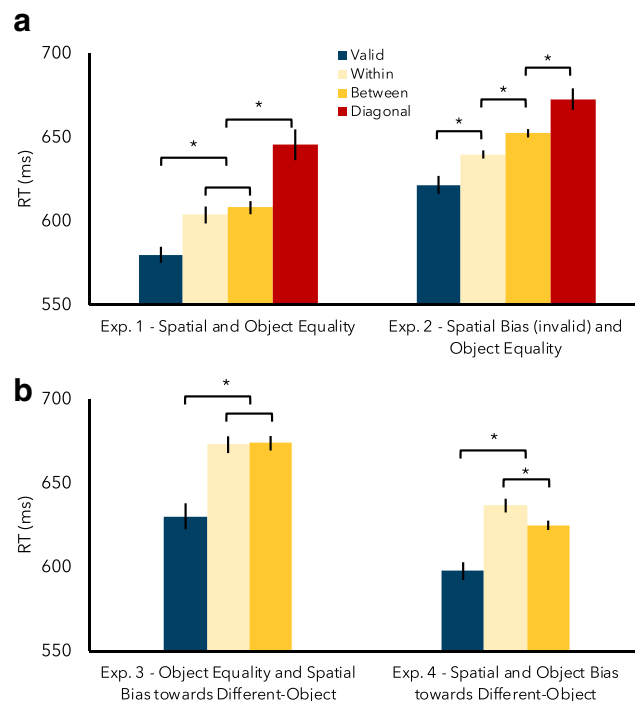 a
700
650
600
550
RT (ms)
Valid
Within
Between
Diagonal
*
*
*
*
*
Exp. 1 - Spatial and Object Equality
Exp. 2 - Spatial Bias (invalid) and
Object Equality
b
700
650
600
550
RT (ms)
*
*
*
Exp. 3 - Object Equality and Spatial
Bias towards Different-Object
Exp. 4 - Spatial and Object Bias
towards Different-Object